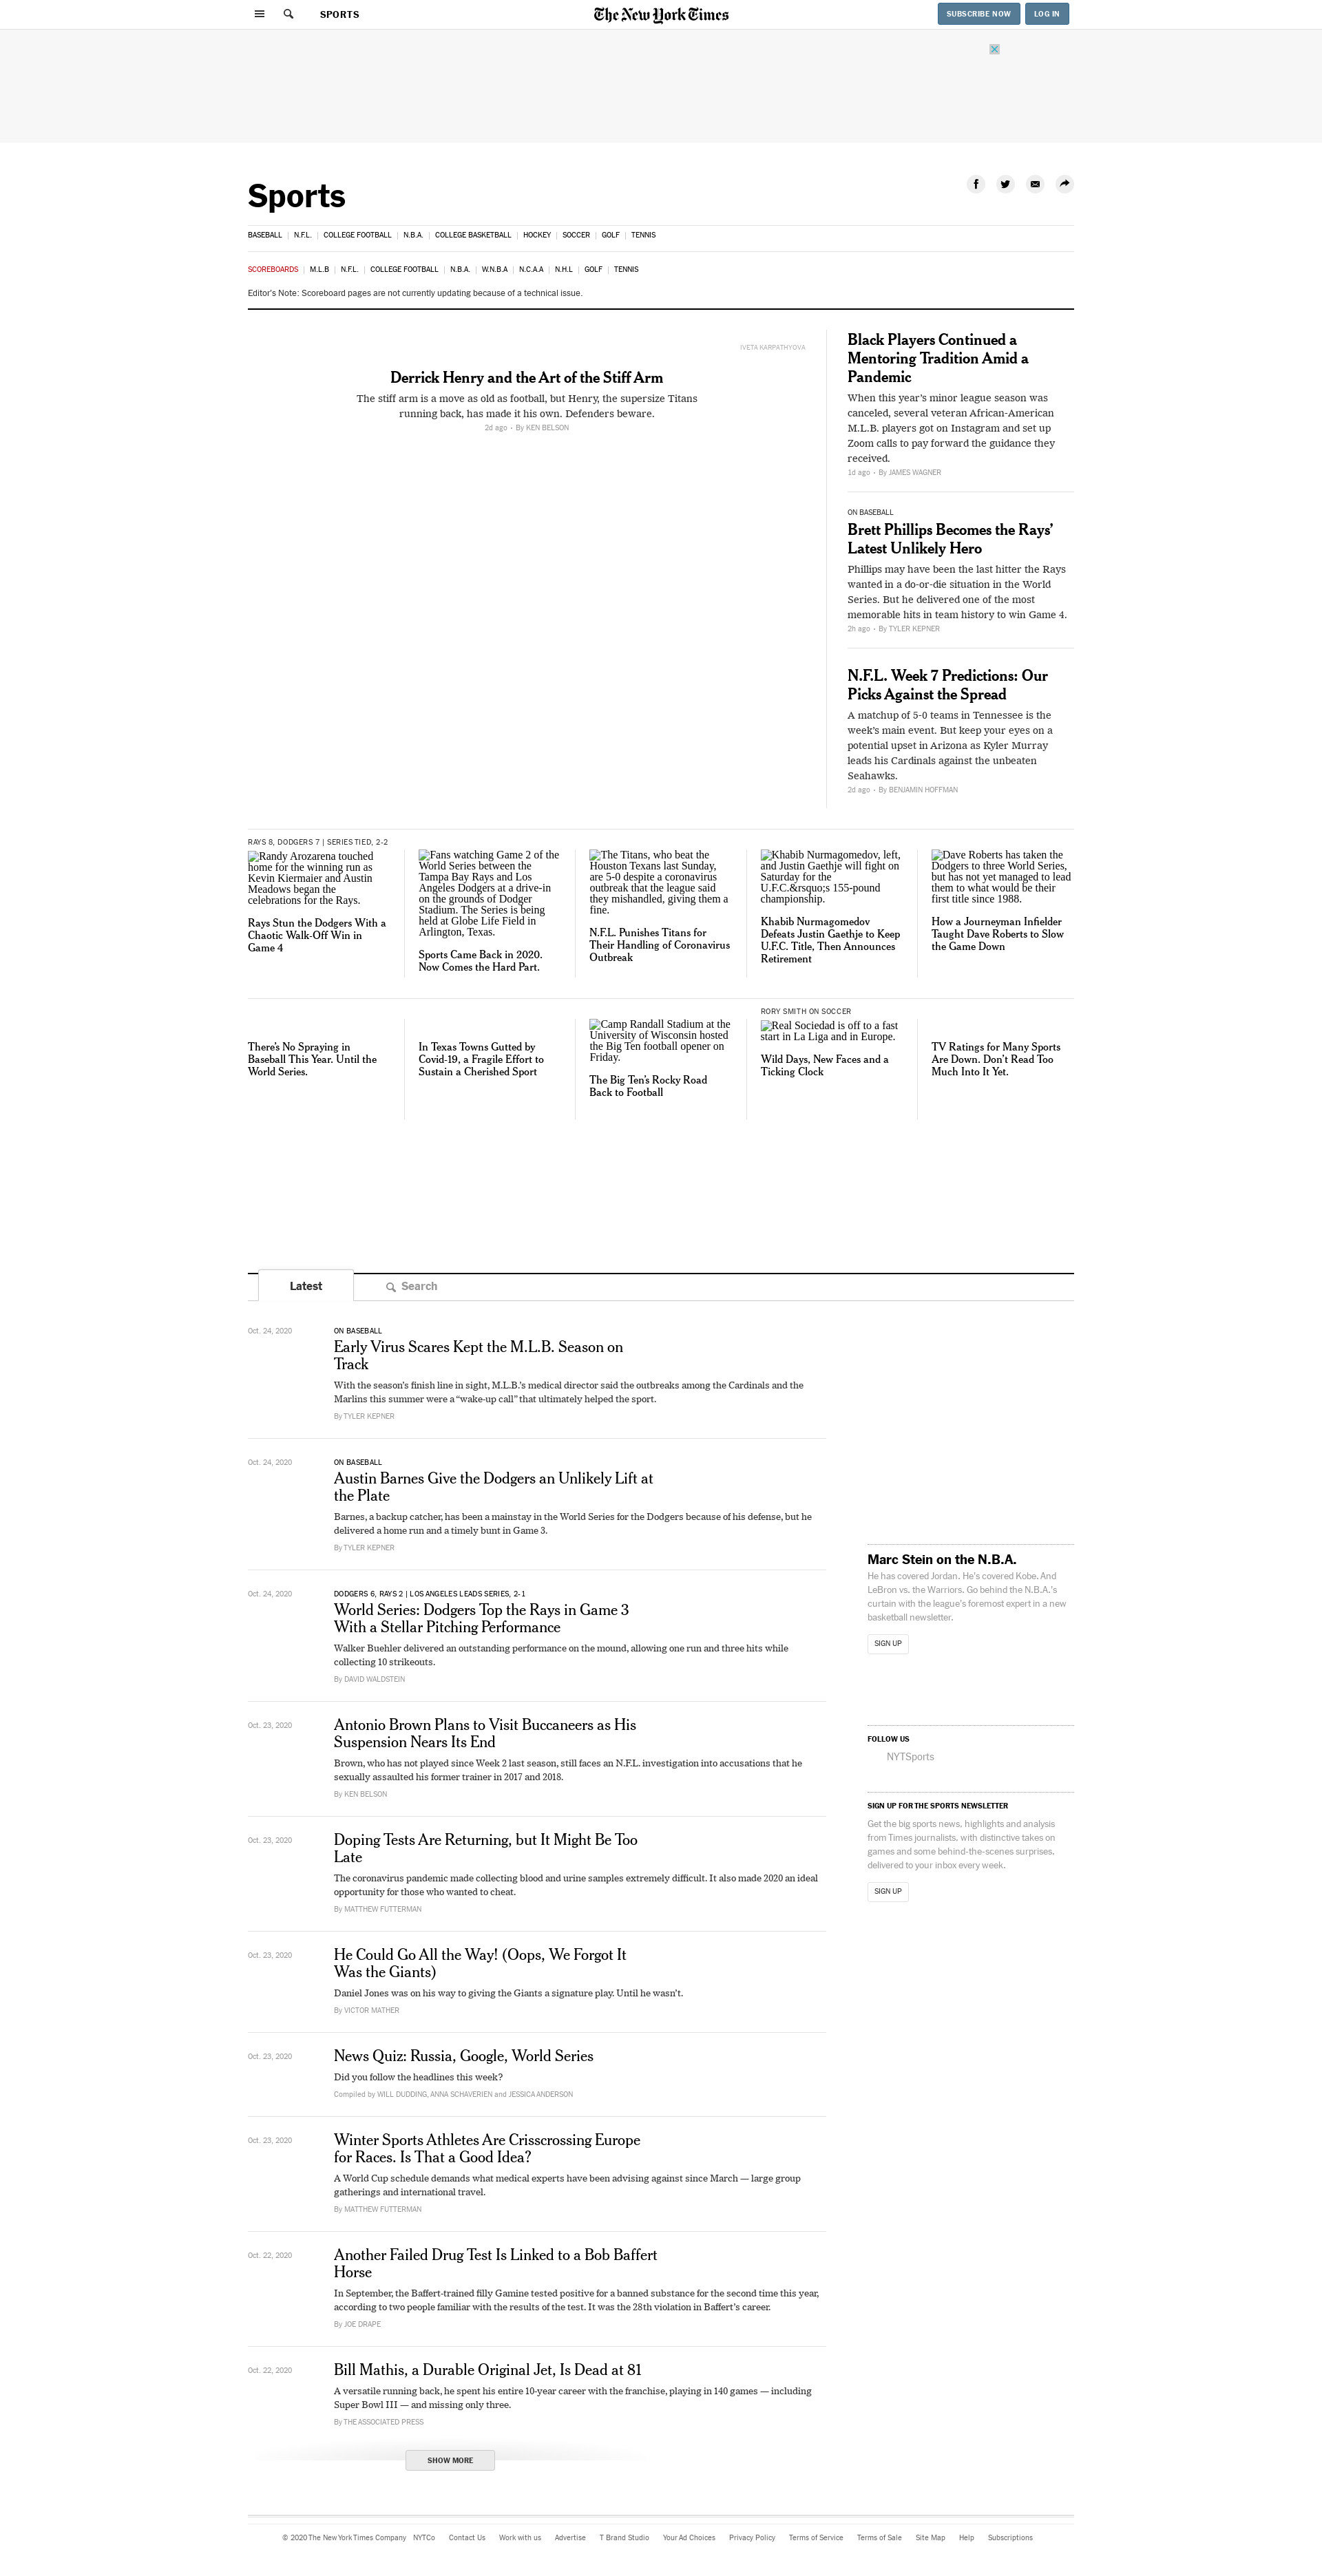 SPORTS
The New York Times
SUBSCRIBE NOW
LOG IN
Sports
BASEBALL
N.F.L.
COLLEGE FOOTBALL
N.B.A.
COLLEGE BASKETBALL
HOCKEY
SOCCER
GOLF
TENNIS
SCOREBOARDS
M.L.B
N.F.L.
COLLEGE FOOTBALL
N.B.A.
W.N.B.A
N.C.A.A
N.H.L
GOLF
TENNIS
Editor's Note: Scoreboard pages are not currently updating because of a technical issue.
IVETA KARPATHYOVA
Derrick Henry and the Art of the Stiff Arm
The stiff arm is a move as old as football, but Henry, the supersize Titans
running back, has made it his own. Defenders beware.
2d ago • By KEN BELSON
Black Players Continued a
Mentoring Tradition Amid a
Pandemic
When this year’s minor league season was
canceled, several veteran African-American
M.L.B. players got on Instagram and set up
Zoom calls to pay forward the guidance they
received.
1d ago • By JAMES WAGNER
ON BASEBALL
Brett Phillips Becomes the Rays’
Latest Unlikely Hero
Phillips may have been the last hitter the Rays
wanted in a do-or-die situation in the World
Series. But he delivered one of the most
memorable hits in team history to win Game 4.
2h ago • By TYLER KEPNER
N.F.L. Week 7 Predictions: Our
Picks Against the Spread
A matchup of 5-0 teams in Tennessee is the
week’s main event. But keep your eyes on a
potential upset in Arizona as Kyler Murray
leads his Cardinals against the unbeaten
Seahawks.
2d ago • By BENJAMIN HOFFMAN
RAYS 8, DODGERS 7 | SERIES TIED, 2-2
Randy Arozarena touched
home for the winning run as
Kevin Kiermaier and Austin
Meadows began the
celebrations for the Rays.
Rays Stun the Dodgers With a
Chaotic Walk-Off Win in
Game 4
Fans watching Game 2 of the
World Series between the
Tampa Bay Rays and Los
Angeles Dodgers at a drive-in
on the grounds of Dodger
Stadium. The Series is being
held at Globe Life Field in
Arlington, Texas.
Sports Came Back in 2020.
Now Comes the Hard Part.
The Titans, who beat the
Houston Texans last Sunday,
are 5-0 despite a coronavirus
outbreak that the league said
they mishandled, giving them a
fine.
N.F.L. Punishes Titans for
Their Handling of Coronavirus
Outbreak
Khabib Nurmagomedov, left,
and Justin Gaethje will fight on
Saturday for the
U.F.C.&rsquo;s 155-pound
championship.
Khabib Nurmagomedov
Defeats Justin Gaethje to Keep
U.F.C. Title, Then Announces
Retirement
Dave Roberts has taken the
Dodgers to three World Series,
but has not yet managed to lead
them to what would be their
first title since 1988.
How a Journeyman Infielder
Taught Dave Roberts to Slow
the Game Down
There’s No Spraying in
Baseball This Year. Until the
World Series.
In Texas Towns Gutted by
Covid-19, a Fragile Effort to
Sustain a Cherished Sport
Camp Randall Stadium at the
University of Wisconsin hosted
the Big Ten football opener on
Friday.
The Big Ten’s Rocky Road
Back to Football
RORY SMITH ON SOCCER
Real Sociedad is off to a fast
start in La Liga and in Europe.
Wild Days, New Faces and a
Ticking Clock
TV Ratings for Many Sports
Are Down. Don’t Read Too
Much Into It Yet.
Latest
Search
Oct. 24, 2020
ON BASEBALL
Early Virus Scares Kept the M.L.B. Season on
Track
With the season’s finish line in sight, M.L.B.’s medical director said the outbreaks among the Cardinals and the
Marlins this summer were a “wake-up call” that ultimately helped the sport.
By TYLER KEPNER
Oct. 24, 2020
ON BASEBALL
Austin Barnes Give the Dodgers an Unlikely Lift at
the Plate
Barnes, a backup catcher, has been a mainstay in the World Series for the Dodgers because of his defense, but he
delivered a home run and a timely bunt in Game 3.
By TYLER KEPNER
Oct. 24, 2020
DODGERS 6, RAYS 2 | LOS ANGELES LEADS SERIES, 2-1
World Series: Dodgers Top the Rays in Game 3
With a Stellar Pitching Performance
Walker Buehler delivered an outstanding performance on the mound, allowing one run and three hits while
collecting 10 strikeouts.
By DAVID WALDSTEIN
Oct. 23, 2020
Antonio Brown Plans to Visit Buccaneers as His
Suspension Nears Its End
Brown, who has not played since Week 2 last season, still faces an N.F.L. investigation into accusations that he
sexually assaulted his former trainer in 2017 and 2018.
By KEN BELSON
Oct. 23, 2020
Doping Tests Are Returning, but It Might Be Too
Late
The coronavirus pandemic made collecting blood and urine samples extremely difficult. It also made 2020 an ideal
opportunity for those who wanted to cheat.
By MATTHEW FUTTERMAN
Oct. 23, 2020
He Could Go All the Way! (Oops, We Forgot It
Was the Giants)
Daniel Jones was on his way to giving the Giants a signature play. Until he wasn’t.
By VICTOR MATHER
Oct. 23, 2020
News Quiz: Russia, Google, World Series
Did you follow the headlines this week?
Compiled by WILL DUDDING, ANNA SCHAVERIEN and JESSICA ANDERSON
Oct. 23, 2020
Winter Sports Athletes Are Crisscrossing Europe
for Races. Is That a Good Idea?
A World Cup schedule demands what medical experts have been advising against since March — large group
gatherings and international travel.
By MATTHEW FUTTERMAN
Oct. 22, 2020
Another Failed Drug Test Is Linked to a Bob Baffert
Horse
In September, the Baffert-trained filly Gamine tested positive for a banned substance for the second time this year,
according to two people familiar with the results of the test. It was the 28th violation in Baffert’s career.
By JOE DRAPE
Oct. 22, 2020
Bill Mathis, a Durable Original Jet, Is Dead at 81
A versatile running back, he spent his entire 10-year career with the franchise, playing in 140 games — including
Super Bowl III — and missing only three.
By THE ASSOCIATED PRESS
SHOW MORE
Marc Stein on the N.B.A.
He has covered Jordan. He’s covered Kobe. And
LeBron vs. the Warriors. Go behind the N.B.A.’s
curtain with the league’s foremost expert in a new
basketball newsletter.
SIGN UP
FOLLOW US
NYTSports
SIGN UP FOR THE SPORTS NEWSLETTER
Get the big sports news, highlights and analysis
from Times journalists, with distinctive takes on
games and some behind-the-scenes surprises,
delivered to your inbox every week.
SIGN UP
© 2020 The New York Times Company
NYTCo
Contact Us
Work with us
Advertise
T Brand Studio
Your Ad Choices
Privacy Policy
Terms of Service
Terms of Sale
Site Map
Help
Subscriptions